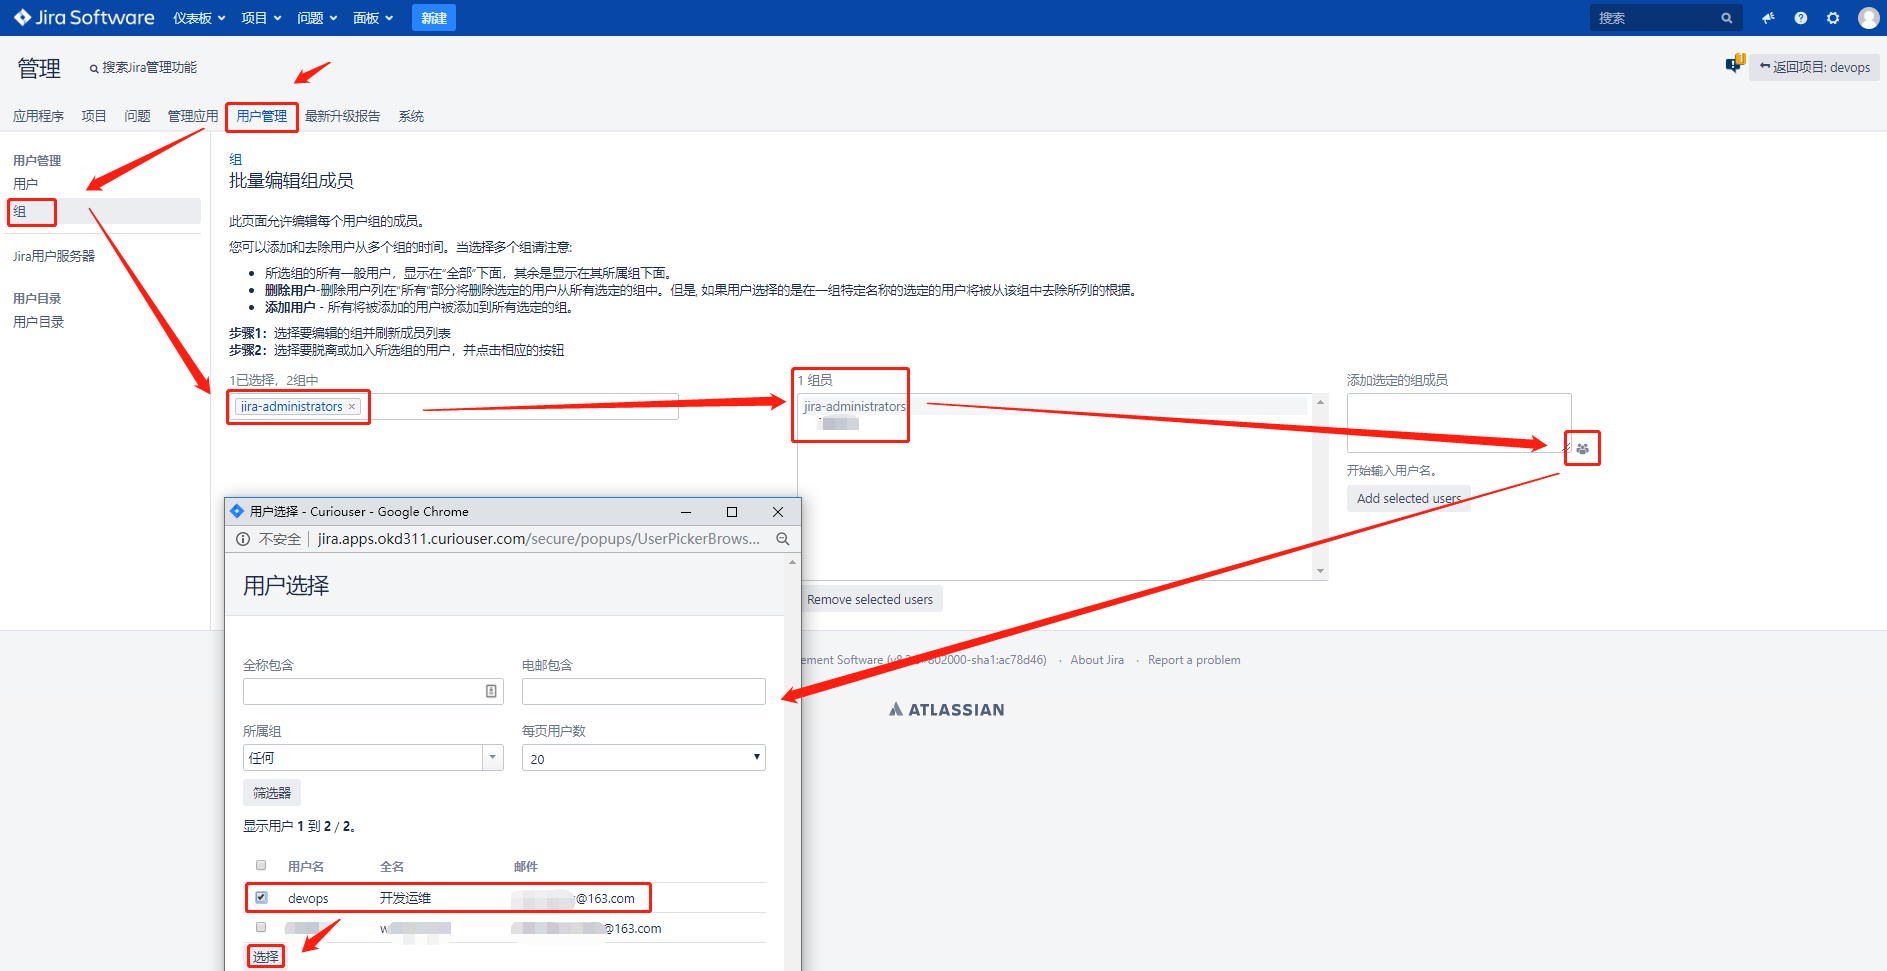 Jira Software 仪表板 项目 问题 面板 新建 搜索
管理 搜索Jira管理功能 返回项目: devops
应用程序 项目 问题 管理应用 用户管理 最新升级报告 系统
用户管理
用户
组
Jira用户服务器
用户目录
用户目录
组
批量编辑组成员
此页面允许编辑每个用户组的成员。
您可以添加和去除用户从多个组的时间。当选择多个组请注意:
所选组的所有一般用户，显示在“全部”下面，其余是显示在其所属组下面。
删除用户-删除用户列在“所有”部分将删除选定的用户从所有选定的组中。但是, 如果用户选择的是在一组特定名称的选定的用户将被从该组中去除所列的根据。
添加用户 - 所有将被添加的用户被添加到所有选定的组。
步骤1：选择要编辑的组并刷新成员列表
步骤2：选择要脱离或加入所选组的用户，并点击相应的按钮
1已选择，2组中
jira-administrators ×
1 组员
jira-administrators
添加选定的组成员
开始输入用户名。
Add selected users
Remove selected users
ement Software
-sha1:ac78d46) · About Jira · Report a problem
ATLASSIAN
用户选择 - Curiouser - Google Chrome
不安全 | jira.apps.okd311.curiouser.com/secure/popups/UserPickerBrows...
用户选择
全称包含 电邮包含
所属组 每页用户数
任何 20
筛选器
显示用户 1 到 2 / 2。
用户名 全名 邮件
devops 开发运维 @163.com
w @163.com
选择